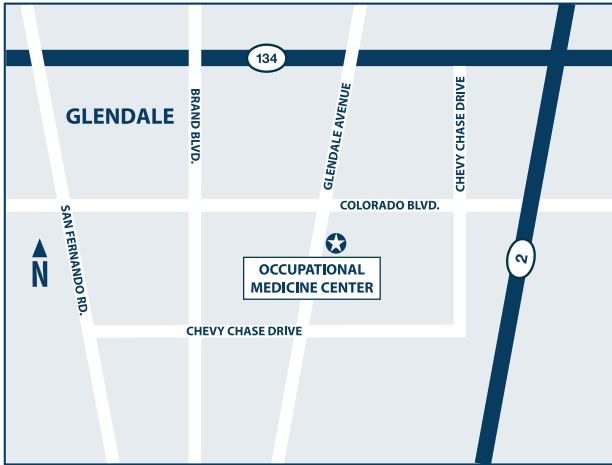 134
GLENDALE
BRAND BLVD.
GLENDALE AVENUE
CHEVY CHASE DRIVE
COLORADO BLVD.
SAN FERNANDO RD.
N
2
OCCUPATIONAL
MEDICINE CENTER
CHEVY CHASE DRIVE